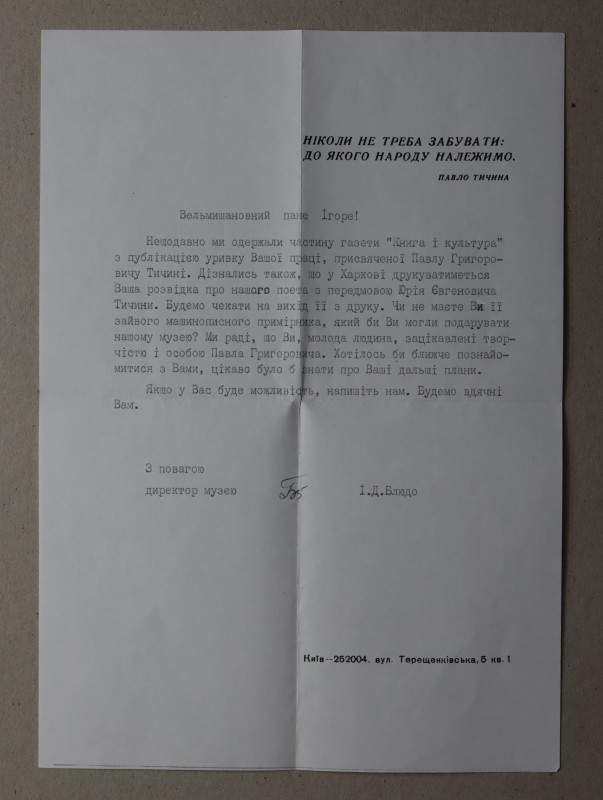 НІКОЛИ НЕ ТРЕБА ЗАБУВАТИ:
ДО ЯКОГО НАРОДУ НАЛЕЖИМО.
ПАВЛО ТИЧИНА
Вельмишановний пане Ігоре!
Нещодавно ми одержали частину газети "Книга і культура"
з публікацією уривку Вашої праці, присвяченої Павлу Григоро-
вичу Тичині. Дізнались також, що у Харкові друкуватиметься
Ваша розвідка про нашого поета з передмовою Юрія Євгеновича
Тичини. Будемо чекати на вихід її з друку. Чи не маєте Ви її
зайвого машинописного примірника, який би Ви могли подарувати
нашому музею? Ми раді, що Ви, молода людина, зацікавлені твор-
чістю і особою Павла Григоровича. Хотілось би ближче познайо-
митися з Вами, цікаво було б знати про Ваші дальші плани.
Якщо у Вас буде можливість, напишіть нам. Будемо вдячні
Вам.
З повагою
директор музею І.Д.Блюдо
Київ—252004, вул. Терещенківська, 5 кв. 1